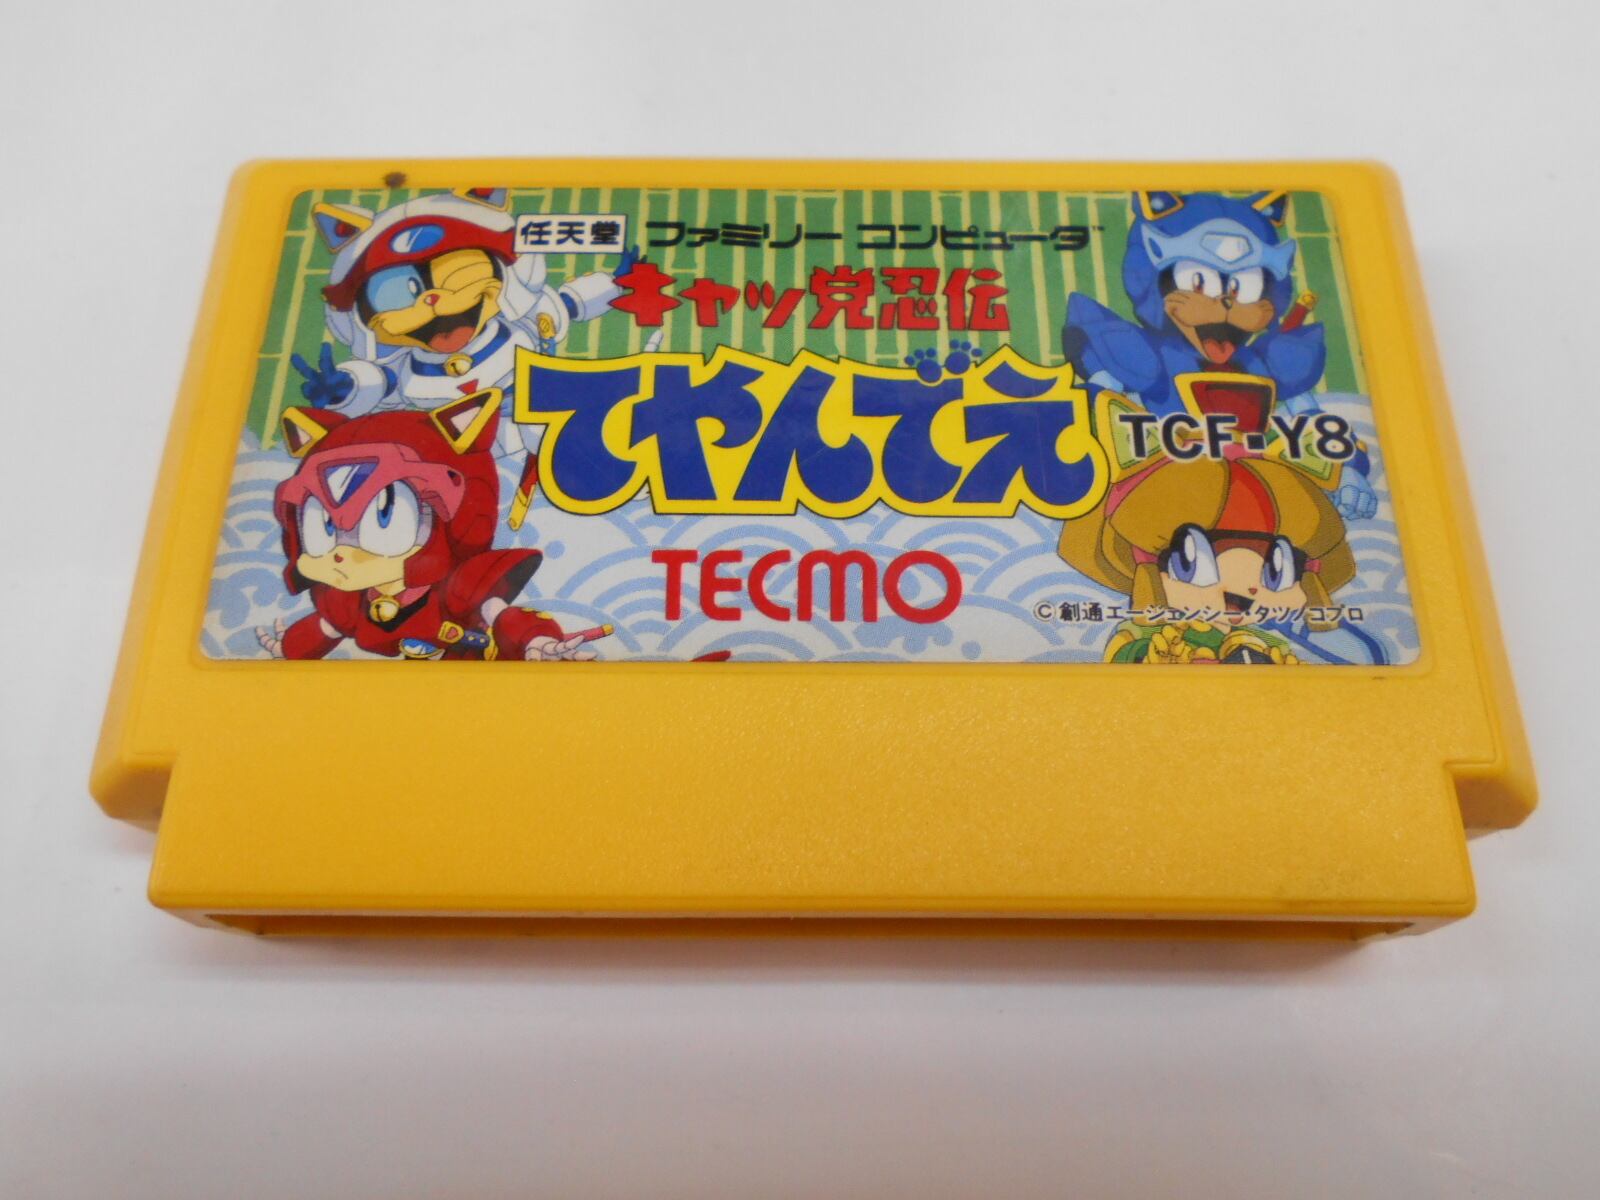 任天堂 ファミリー コンピュータ™
キャッ党忍伝
てやんでえ
TCF-Y8
TECMO
©創通エージェンシー・タツノコプロ